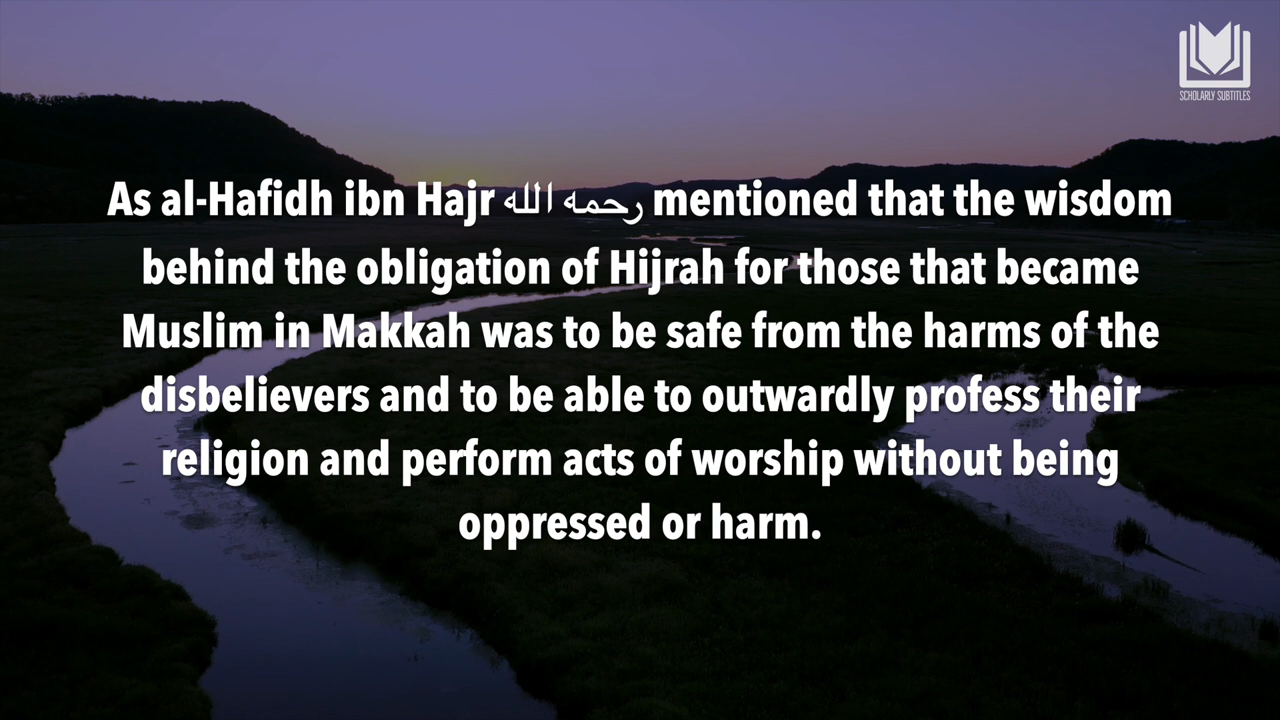 SCHOLARLY SUBTITLES
As al-Hafidh ibn Hajr رحمه الله mentioned that the wisdom
behind the obligation of Hijrah for those that became
Muslim in Makkah was to be safe from the harms of the
disbelievers and to be able to outwardly profess their
religion and perform acts of worship without being
oppressed or harm.